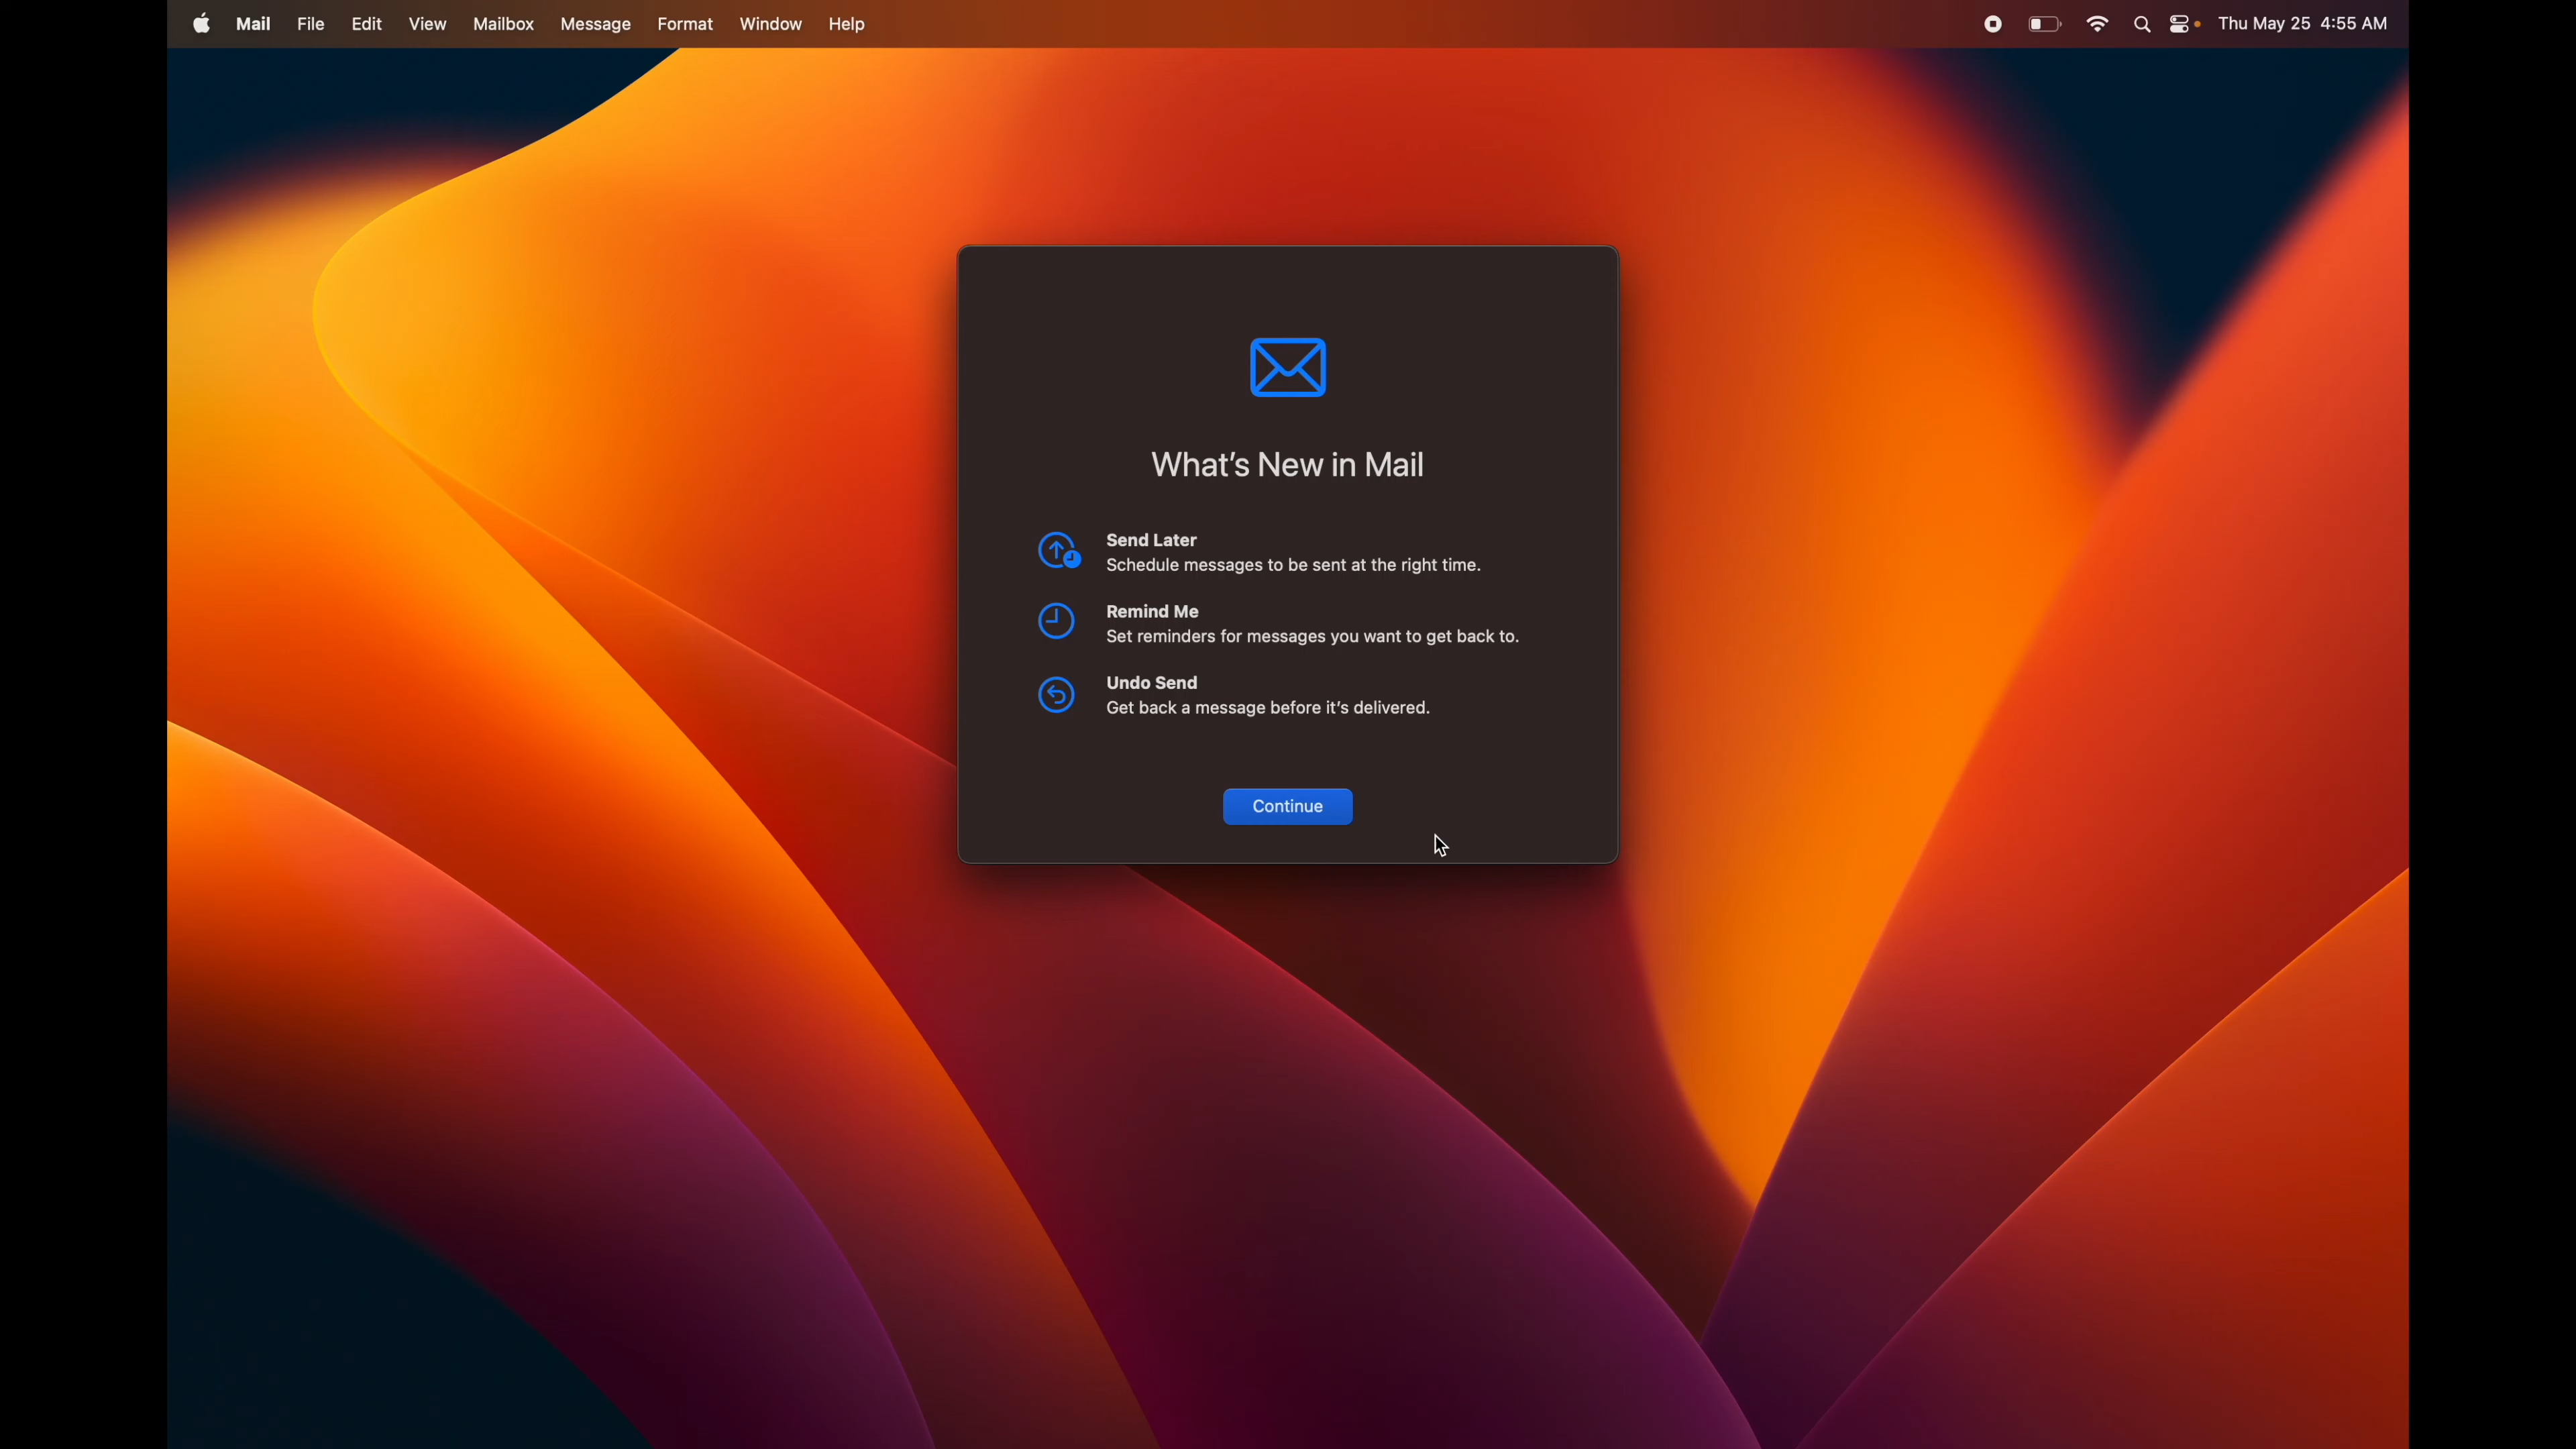 Mail File Edit View Mailbox Message Format Window Help Thu May 25 4:55 AM
What's New in Mail
Send Later
Schedule messages to be sent at the right time.
Remind Me
Set reminders for messages you want to get back to.
Undo Send
Get back a message before it's delivered.
Continue